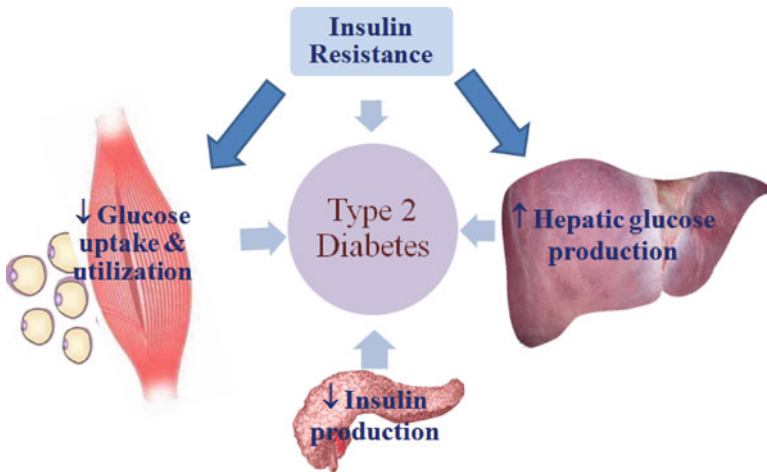 Insulin
Resistance
↓ Glucose
uptake &
utilization
Type 2
Diabetes
↑ Hepatic glucose
production
↓ Insulin
production